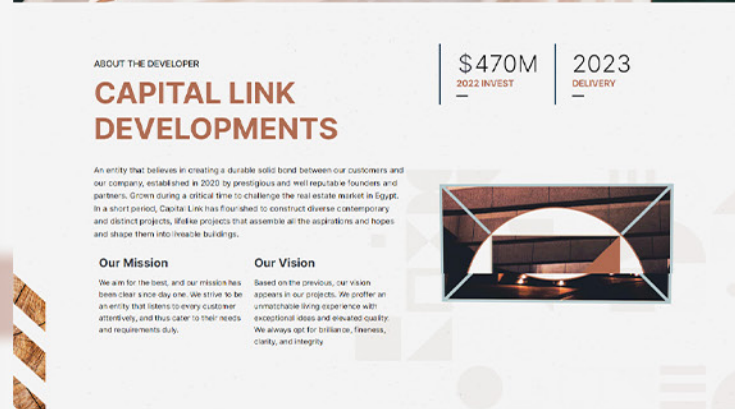 ABOUT THE DEVELOPER
CAPITAL LINK
DEVELOPMENTS
$470M
2022 INVEST
2023
DELIVERY
An entity that believes in creating a durable solid bond between our customers and
our company, established in 2020 by prestigious and well reputable founders and
partners. Grown during a critical time to challenge the real estate market in Egypt.
In a short period, Capital Link has flourished to construct diverse contemporary
and distinct projects, lifelike projects that assemble all the aspirations and hopes
and shape them into liveable buildings.
Our Mission
We aim for the best, and our mission has
been clear since day one. We strive to be
an entity that listens to every customer
attentively, and thus cater to their needs
and requirements duly.
Our Vision
Based on the previous, our vision
appears in our projects. We proffer an
unmatchable living experience with
exceptional ideas and elevated quality.
We always opt for brilliance, fineness,
clarity, and integrity.